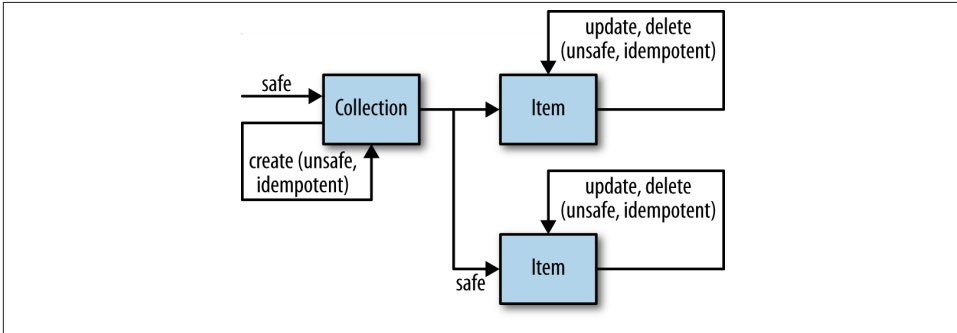 update, delete
(unsafe, idempotent)
safe
Collection
Item
create (unsafe,
idempotent)
update, delete
(unsafe, idempotent)
Item
safe